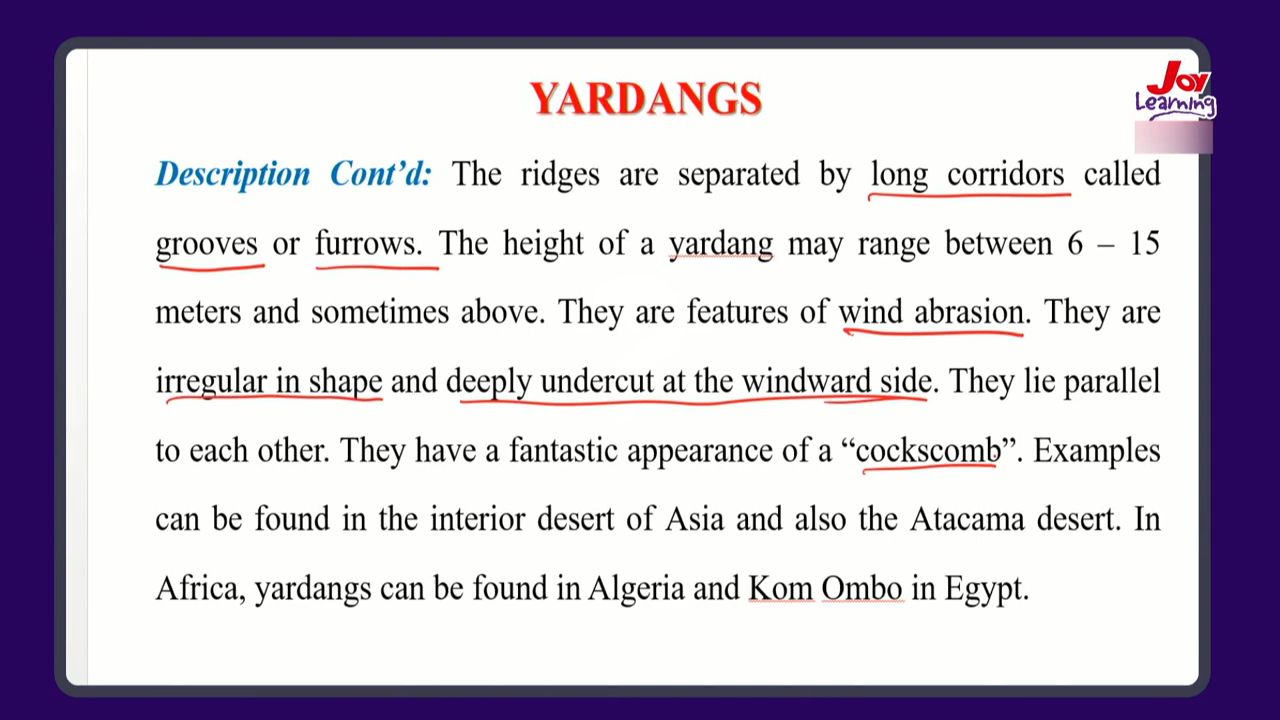 YARDANGS
Joy
Learning
Description Cont’d: The ridges are separated by long corridors called
grooves or furrows. The height of a yardang may range between 6 – 15
meters and sometimes above. They are features of wind abrasion. They are
irregular in shape and deeply undercut at the windward side. They lie parallel
to each other. They have a fantastic appearance of a “cockscomb”. Examples
can be found in the interior desert of Asia and also the Atacama desert. In
Africa, yardangs can be found in Algeria and Kom Ombo in Egypt.